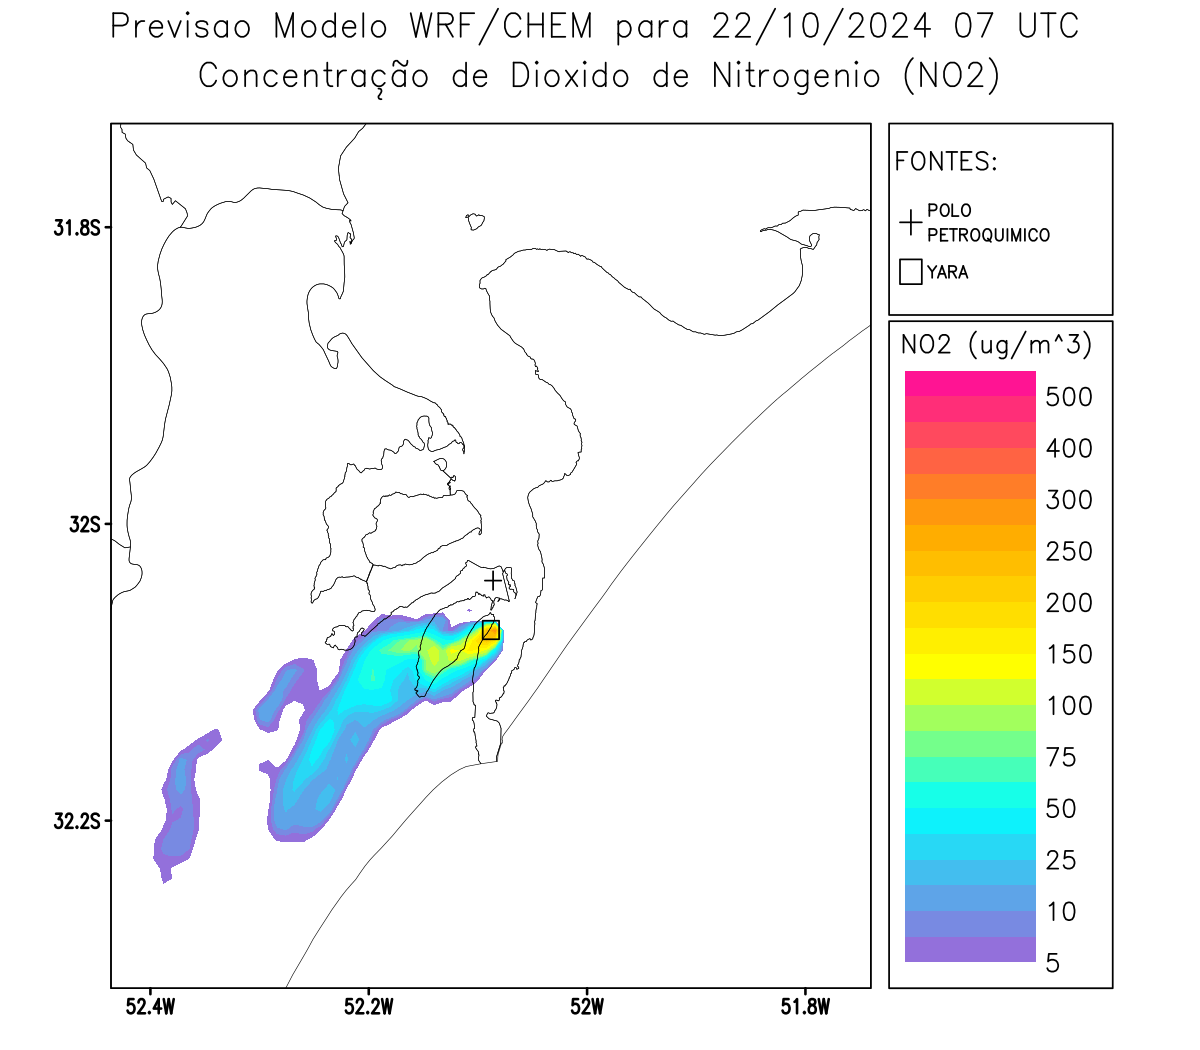 Previsao Modelo WRF/CHEM para 22/10/2024 07 UTC
Concentração de Dioxido de Nitrogenio (NO2)
FONTES:
POLO
PETROQUIMICO
YARA
NO2 (ug/m^3)
500
400
300
250
200
150
100
75
50
25
10
5
31.8S
32S
32.2S
52.4W
52.2W
52W
51.8W